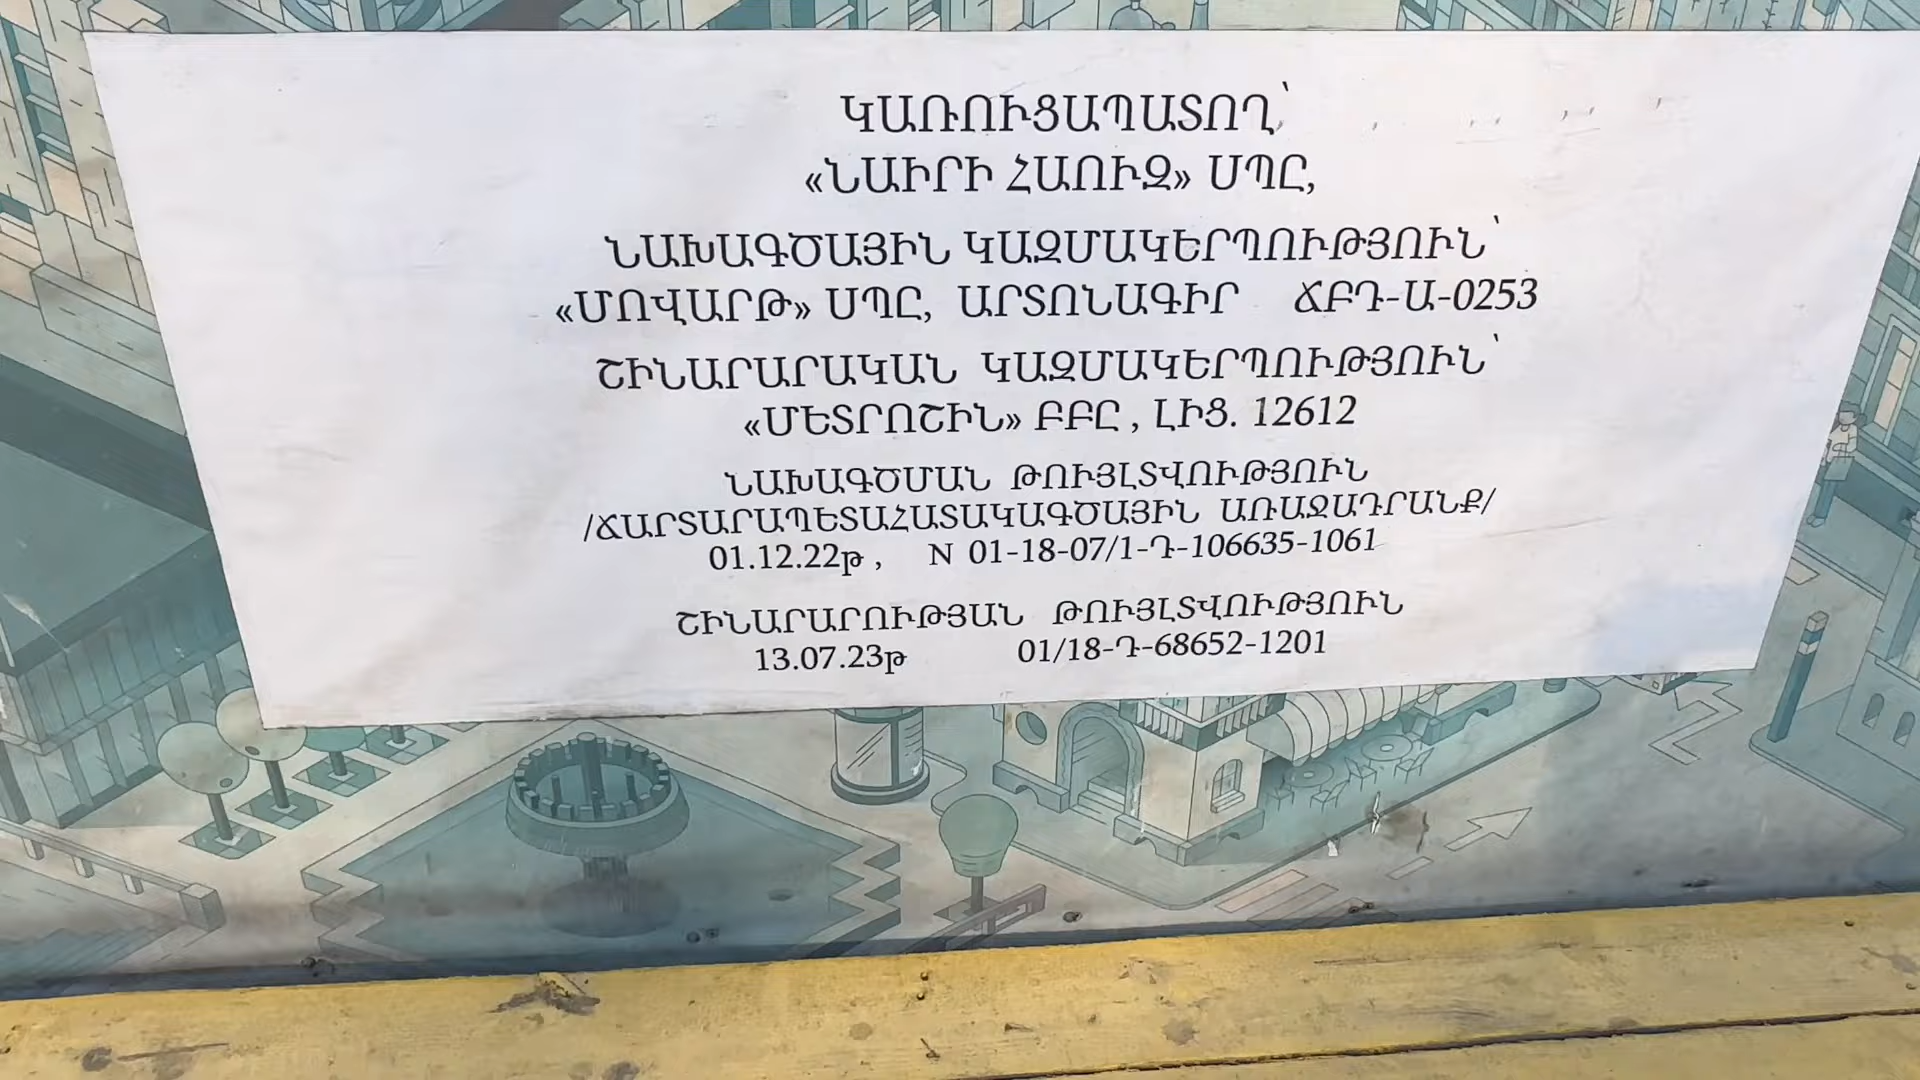 ԿԱՌՈՒՑԱՊԱՏՈՂ՝
«ՆԱԻՐԻ ՀԱՈՒԶ» ՍՊԸ,
ՆԱԽԱԳԾԱՅԻՆ ԿԱԶՄԱԿԵՐՊՈՒԹՅՈՒՆ՝
«ՄՈՎԱՐԹ» ՍՊԸ, ԱՐՏՈՆԱԳԻՐ ՃԲԴ-Ա-0253
ՇԻՆԱՐԱՐԱԿԱՆ ԿԱԶՄԱԿԵՐՊՈՒԹՅՈՒՆ՝
«ՄԵՏՐՈՇԻՆ» ԲԲԸ , ԼԻՑ. 12612
ՆԱԽԱԳԾՄԱՆ ԹՈՒՅԼՏՎՈՒԹՅՈՒՆ
/ՃԱՐՏԱՐԱՊԵՏԱՀԱՏԱԿԱԳԾԱՅԻՆ ԱՌԱՋԱԴՐԱՆՔ/
01.12.22թ , N 01-18-07/1-Դ-106635-1061
ՇԻՆԱՐԱՐՈՒԹՅԱՆ ԹՈՒՅԼՏՎՈՒԹՅՈՒՆ
13.07.23թ 01/18-Դ-68652-1201